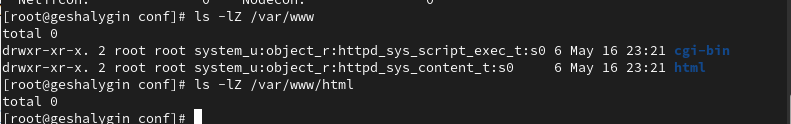 Netifcon: 0 Nodecon: 0
[root@geshalygin conf]# ls -lZ /var/www
total 0
drwxr-xr-x. 2 root root system_u:object_r:httpd_sys_script_exec_t:s0 6 May 16 23:21 cgi-bin
drwxr-xr-x. 2 root root system_u:object_r:httpd_sys_content_t:s0     6 May 16 23:21 html
[root@geshalygin conf]# ls -lZ /var/www/html
total 0
[root@geshalygin conf]#